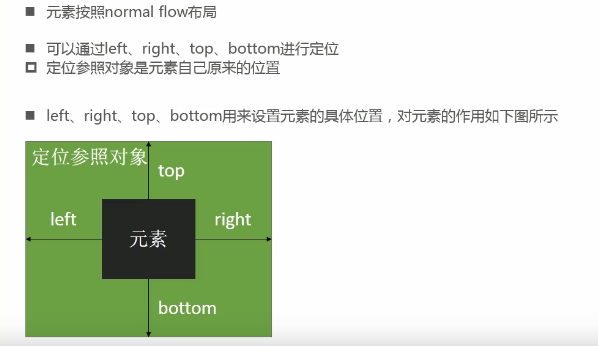 元素按照normal flow布局
可以通过left、right、top、bottom进行定位
定位参照对象是元素自己原来的位置
left、right、top、bottom用来设置元素的具体位置，对元素的作用如下图所示
定位参照对象
top
left
元素
right
bottom